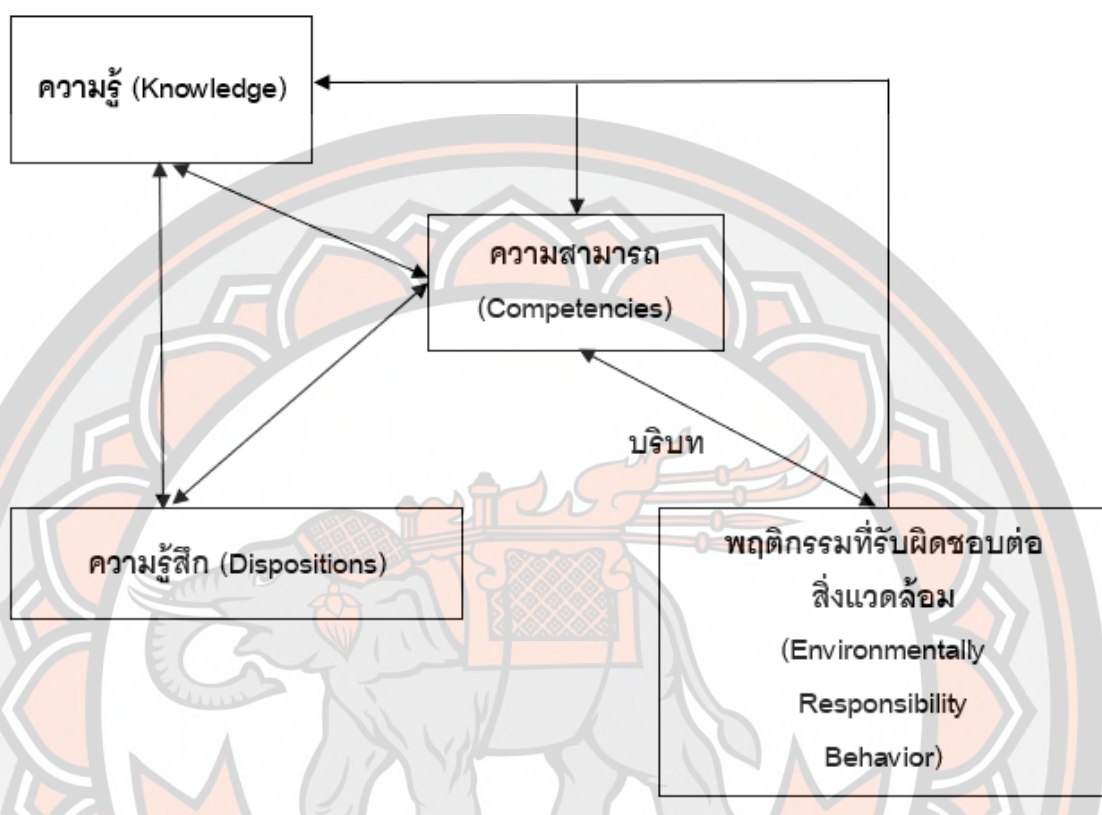 ความรู้ (Knowledge)
ความสามารถ
(Competencies)
บริบท
ความรู้สึก (Dispositions)
พฤติกรรมที่รับผิดชอบต่อ
สิ่งแวดล้อม
(Environmentally
Responsibility
Behavior)